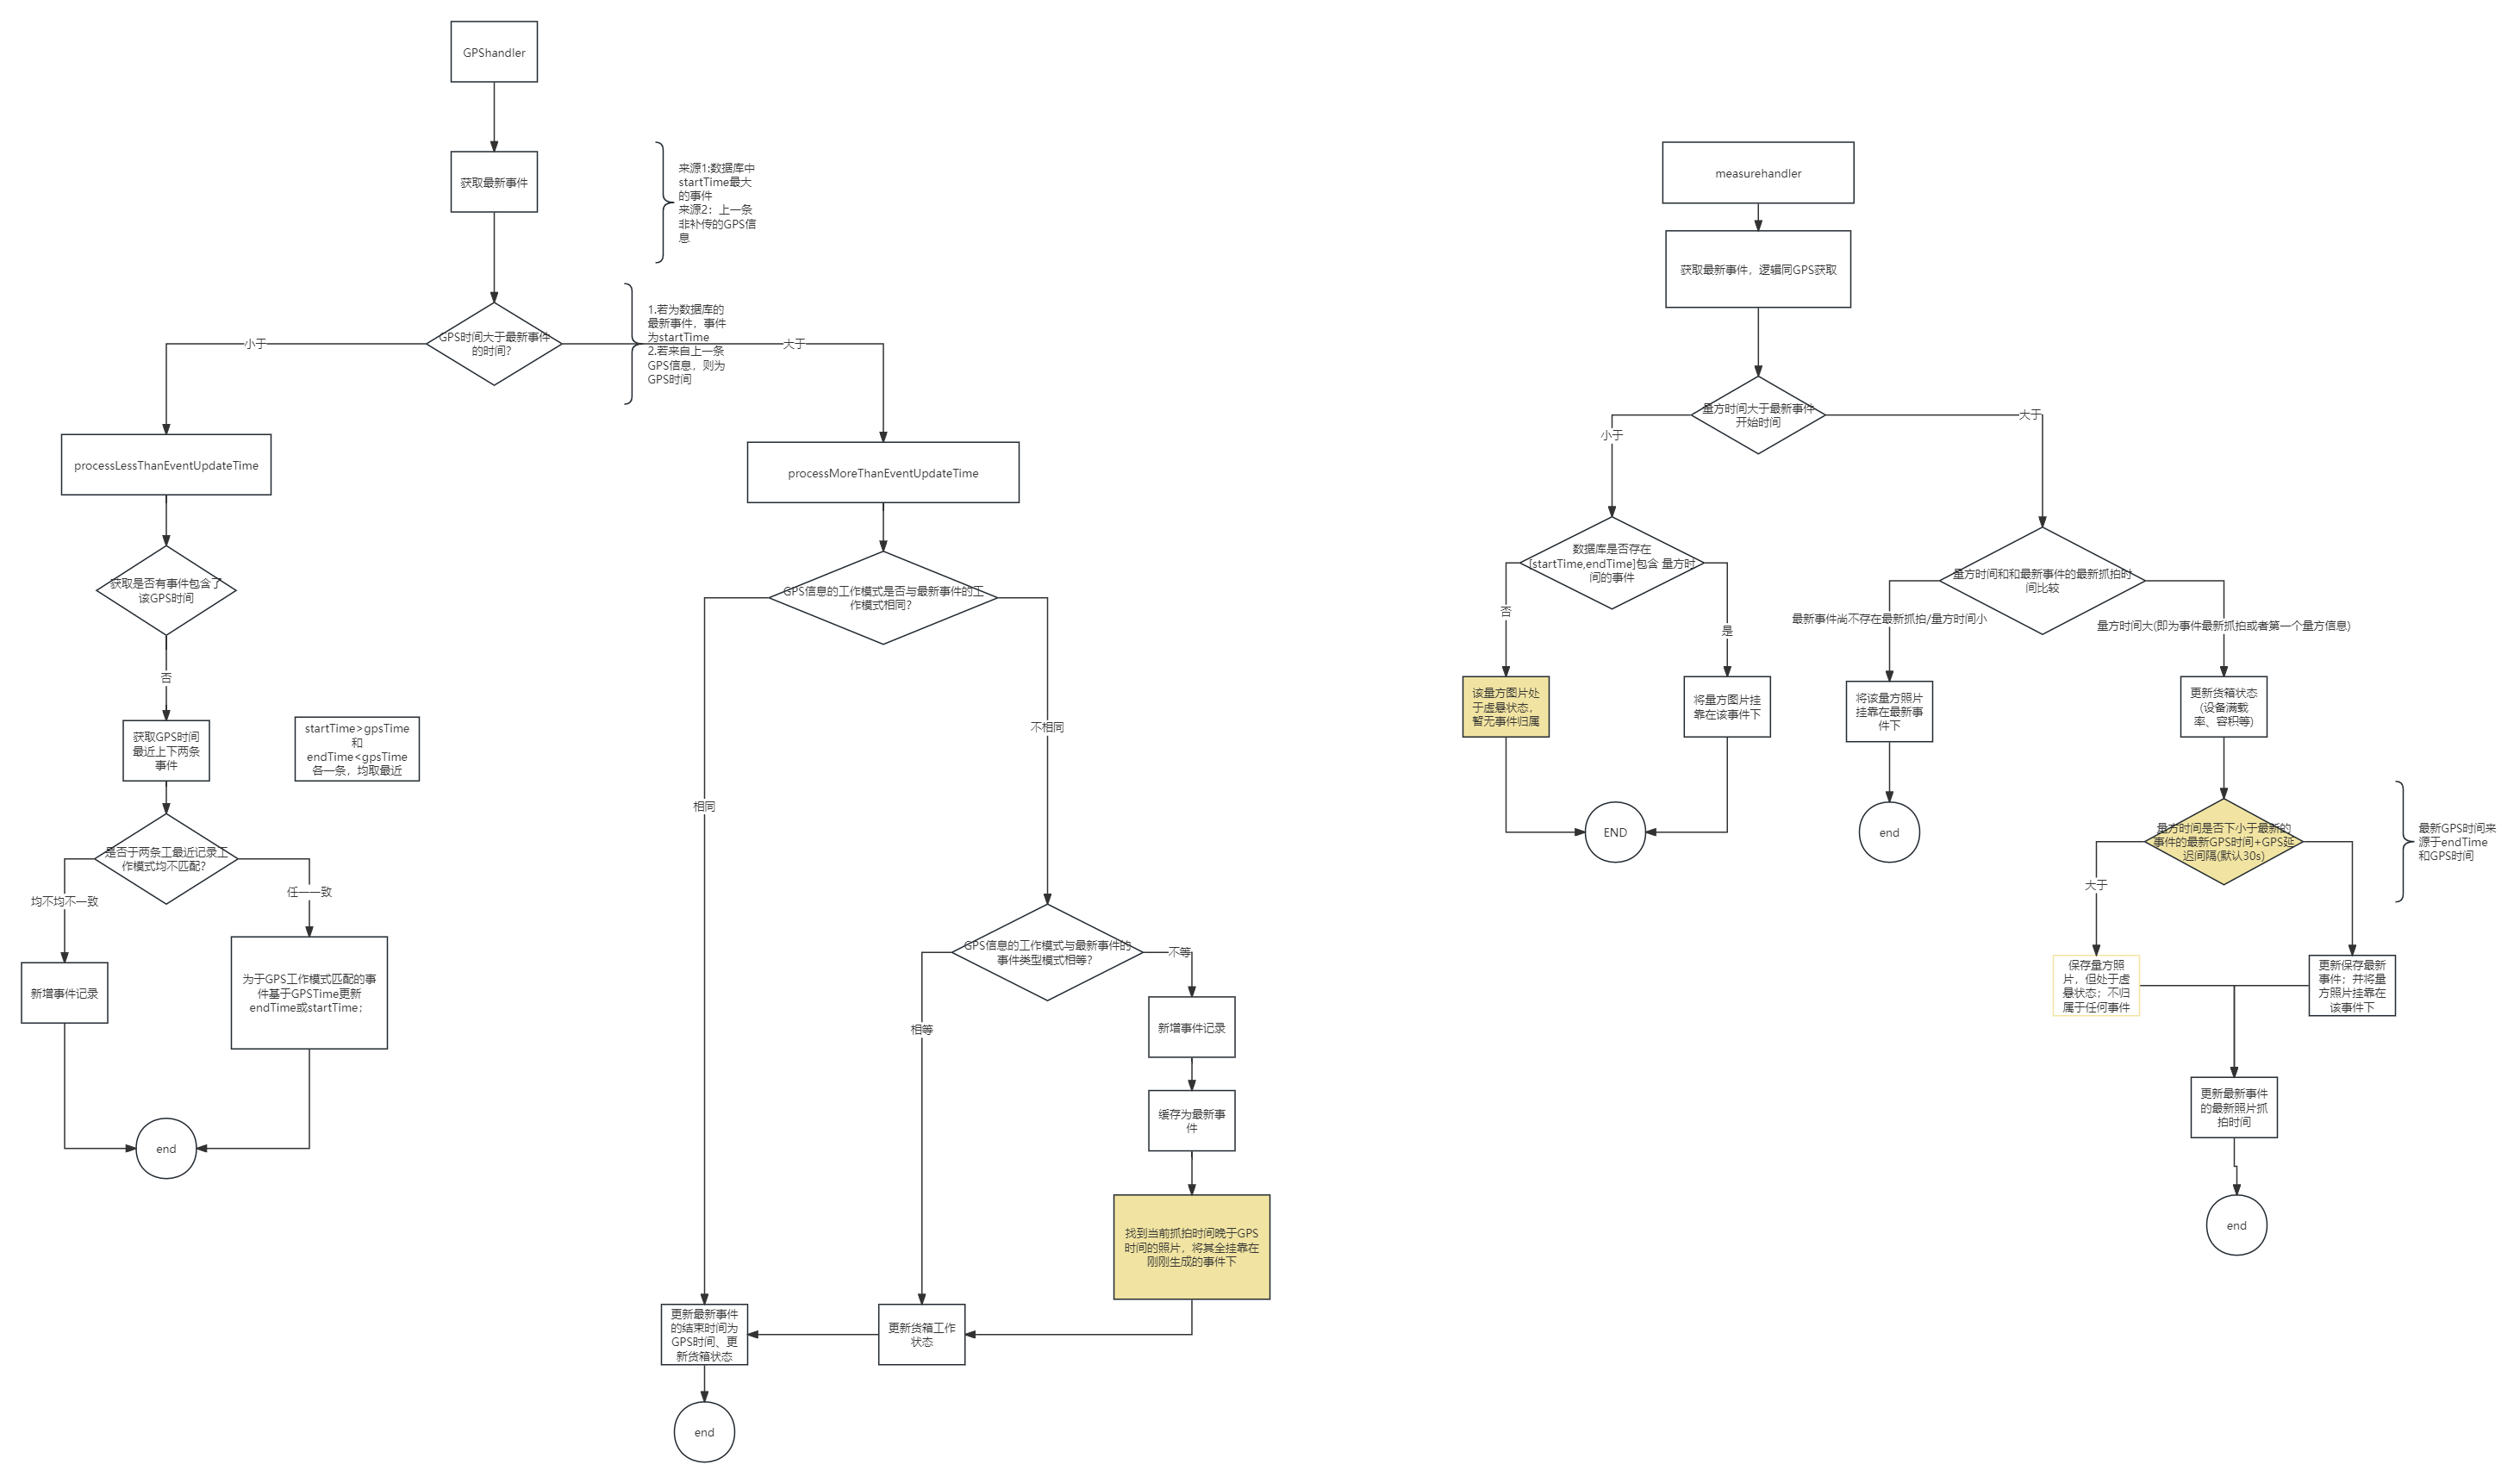 GPShandler
获取最新事件
来源1:数据库中
startTime最大
的事件
来源2：上一条
非补传的GPS信
息
GPS时间大于最新事件
的时间?
1.若为数据库的
最新事件，事件
为startTime
2.若来自上一条
GPS信息，则为
GPS时间
小于
大于
processLessThanEventUpdateTime
processMoreThanEventUpdateTime
获取是否有事件包含了
该GPS时间
否
获取GPS时间
最近上下两条
事件
startTime>gpsTime
和
endTime<gpsTime
各一条，均取最近
是否于两条工最近记录工
作模式均不匹配?
均不均不一致
任一一致
新增事件记录
为于GPS工作模式匹配的事
件基于GPSTime更新
endTime或startTime；
end
GPS信息的工作模式是否与最新事件的工
作模式相同?
相同
不相同
GPS信息的工作模式与最新事件的
事件类型模式相等?
相等
不等
新增事件记录
缓存为最新事
件
找到当前抓拍时间晚于GPS
时间的照片，将其全挂靠在
刚刚生成的事件下
更新最新事件
的结束时间为
GPS时间、更
新货箱状态
更新货箱工作
状态
end
measurehandler
获取最新事件，逻辑同GPS获取
量方时间大于最新事件
开始时间
小于
大于
数据库是否存在
[startTime,endTime]包含 量方时
间的事件
否
是
该量方图片处
于虚悬状态，
暂无事件归属
将量方图片挂
靠在该事件下
END
量方时间和和最新事件的最新抓拍时
间比较
最新事件尚不存在最新抓拍/量方时间小
量方时间大(即为事件最新抓拍或者第一个量方信息)
将该量方照片
挂靠在最新事
件下
end
更新货箱状态
(设备满载
率、容积等)
量方时间是否下小于最新的
事件的最新GPS时间+GPS延
迟间隔(默认30s)
最新GPS时间来
源于endTime
和GPS时间
大于
保存量方照
片，但处于虚
悬状态；不归
属于任何事件
更新保存最新
事件；并将量
方照片挂靠在
该事件下
更新最新事件
的最新照片抓
拍时间
end